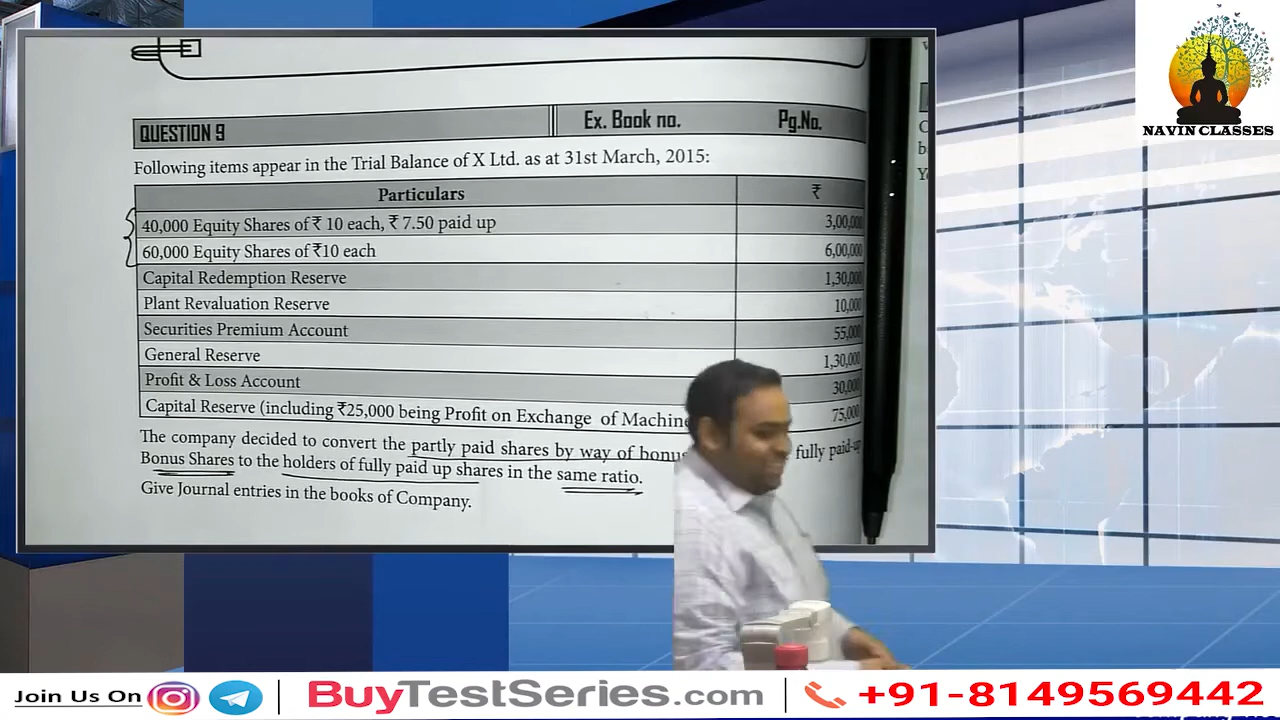 NAVIN CLASSES
QUESTION 9 Ex. Book no. Pg.No.
Following items appear in the Trial Balance of X Ltd. as at 31st March, 2015:
Particulars ₹
40,000 Equity Shares of ₹ 10 each, ₹ 7.50 paid up 3,00,000
60,000 Equity Shares of ₹10 each 6,00,000
Capital Redemption Reserve 1,30,000
Plant Revaluation Reserve 10,000
Securities Premium Account 55,000
General Reserve 1,30,000
Profit & Loss Account 30,000
Capital Reserve (including ₹25,000 being Profit on Exchange of Machine 75,000
The company decided to convert the partly paid shares by way of bonus fully paid-up
Bonus Shares to the holders of fully paid up shares in the same ratio.
Give Journal entries in the books of Company.
Join Us On BuyTestSeries.com +91-8149569442